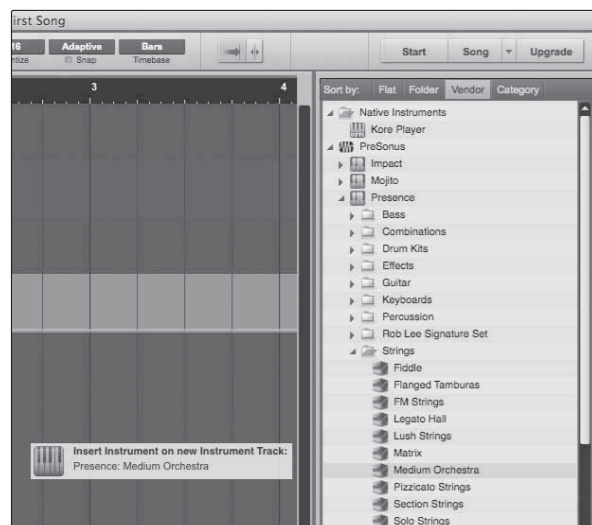 irst Song
16 Adaptive Bars
ntize Snap Timebase
Start Song Upgrade
3 4
Sort by: Flat Folder Vendor Category
Native Instruments
Kore Player
PreSonus
Impact
Mojito
Presence
Bass
Combinations
Drum Kits
Effects
Guitar
Keyboards
Percussion
Rob Lee Signature Set
Strings
Fiddle
Flanged Tamburas
FM Strings
Legato Hall
Lush Strings
Matrix
Medium Orchestra
Pizzicato Strings
Section Strings
Solo Strings
Insert Instrument on new Instrument Track:
Presence: Medium Orchestra